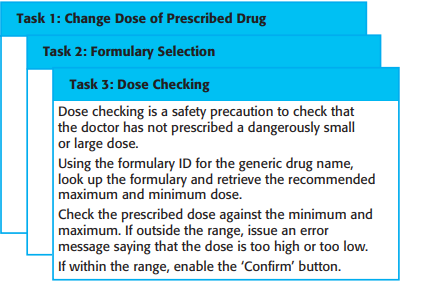 Task 1: Change Dose of Prescribed Drug
Task 2: Formulary Selection
Task 3: Dose Checking
Dose checking is a safety precaution to check that
the doctor has not prescribed a dangerously small
or large dose.
Using the formulary ID for the generic drug name,
look up the formulary and retrieve the recommended
maximum and minimum dose.
Check the prescribed dose against the minimum and
maximum. If outside the range, issue an error
message saying that the dose is too high or too low.
If within the range, enable the ‘Confirm’ button.